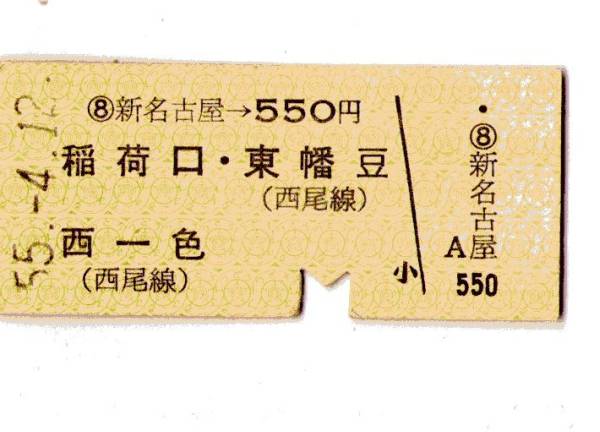 55.-4.12
⑧新名古屋→550円
稲荷口・東幡豆
(西尾線)
西一色
(西尾線)
小
⑧新名古屋
A
550